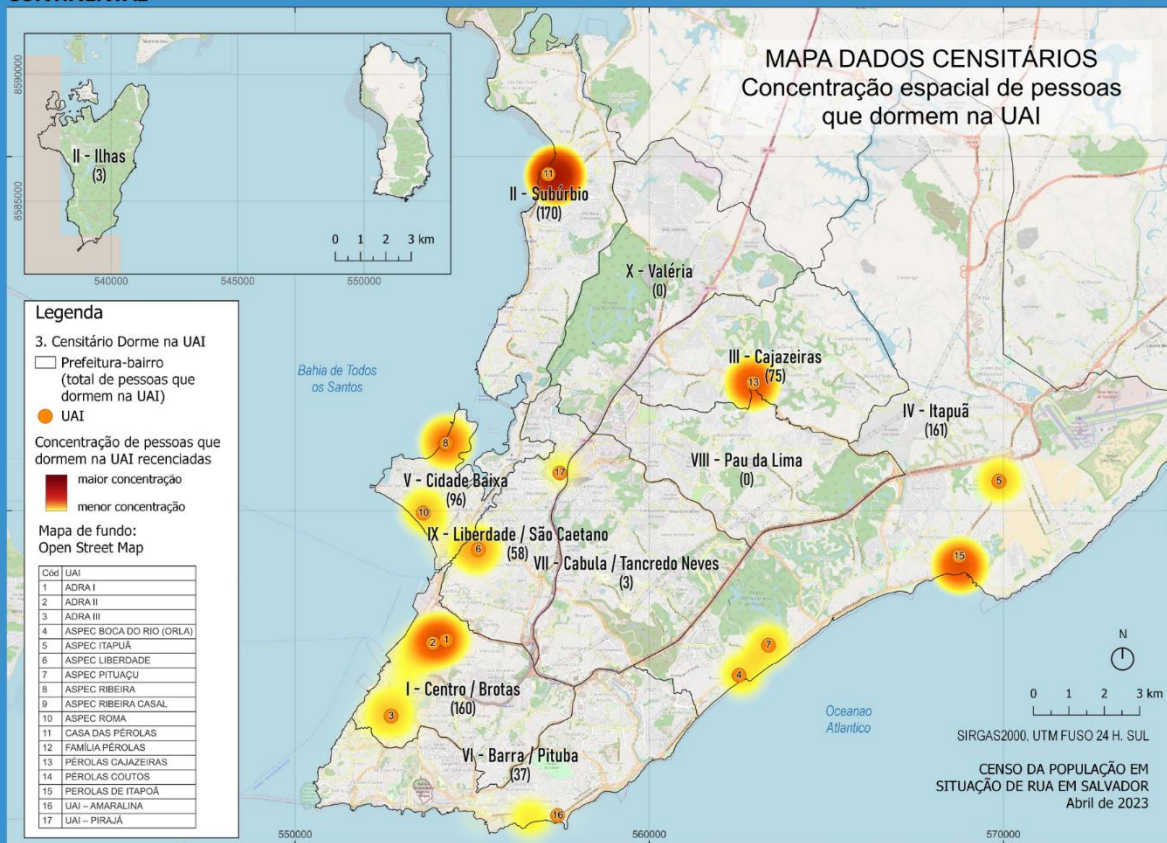 MAPA DADOS CENSITÁRIOS
Concentração espacial de pessoas
que dormem na UAI
8590000
8585000
II - Ilhas
(3)
0 1 2 3 km
540000
545000
550000
11
II - Subúrbio
(170)
X - Valéria
(0)
III - Cajazeiras
(75)
13
IV - Itapuã
(161)
Bahia de Todos
os Santos
8
17
VIII - Pau da Lima
(0)
5
V - Cidade Baixa
(96)
10
IX - Liberdade / São Caetano
(58)
6
VII - Cabula / Tancredo Neves
(3)
15
2
1
7
4
I - Centro / Brotas
(160)
3
VI - Barra / Pituba
(37)
16
Oceanao
Atlantico
N
0 1 2 3 km
SIRGAS2000, UTM FUSO 24 H. SUL
CENSO DA POPULAÇÃO EM
SITUAÇÃO DE RUA EM SALVADOR
Abril de 2023
550000
560000
570000
Legenda
3. Censitário Dorme na UAI
Prefeitura-bairro
(total de pessoas que
dormem na UAI)
UAI
Concentração de pessoas que
dormem na UAI recenciadas
maior concentração
menor concentração
Mapa de fundo:
Open Street Map
Cód UAI
1 ADRA I
2 ADRA II
3 ADRA III
4 ASPEC BOCA DO RIO (ORLA)
5 ASPEC ITAPUÃ
6 ASPEC LIBERDADE
7 ASPEC PITUAÇU
8 ASPEC RIBEIRA
9 ASPEC RIBEIRA CASAL
10 ASPEC ROMA
11 CASA DAS PÉROLAS
12 FAMÍLIA PÉROLAS
13 PÉROLAS CAJAZEIRAS
14 PÉROLAS COUTOS
15 PEROLAS DE ITAPOÃ
16 UAI – AMARALINA
17 UAI – PIRAJÁ